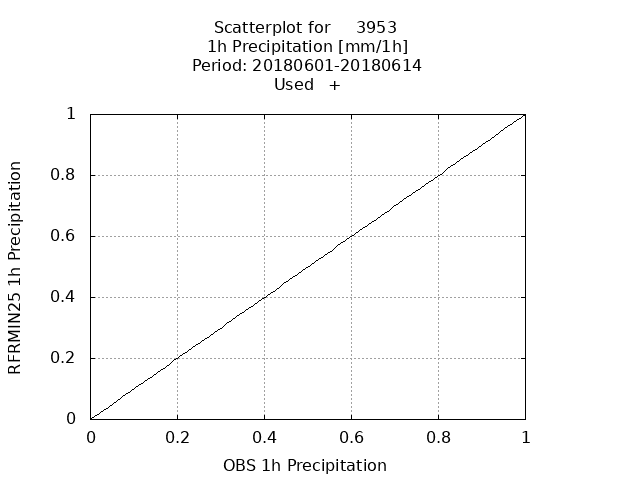 Scatterplot for 3953
1h Precipitation [mm/1h]
Period: 20180601-20180614
Used +
1
0.8
0.6
0.4
0.2
0
RFRMIN25 1h Precipitation
0 0.2 0.4 0.6 0.8 1
OBS 1h Precipitation